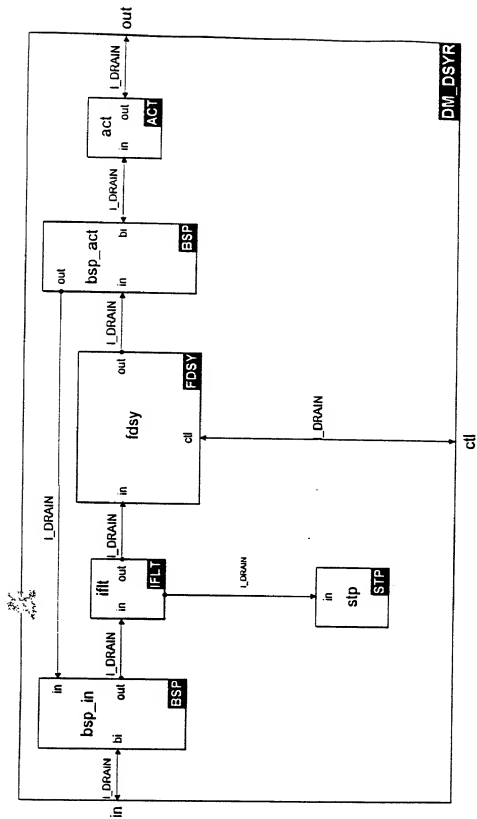 in
I_DRAIN
bi
bsp_in
in
out
BSP
I_DRAIN
I_DRAIN
in
iflt
out
IFLT
I_DRAIN
in
stp
STP
I_DRAIN
in
fdsy
out
ctl
FDSY
I_DRAIN
ctl
I_DRAIN
out
bsp_act
in
bi
BSP
I_DRAIN
act
in
out
ACT
I_DRAIN
out
DM_DSYR